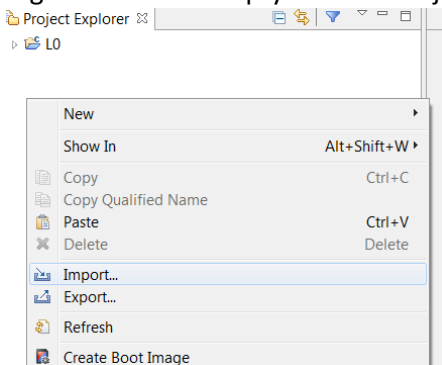 Project Explorer
L0
New
Show In Alt+Shift+W
Copy Ctrl+C
Copy Qualified Name
Paste Ctrl+V
Delete Delete
Import...
Export...
Refresh
Create Boot Image